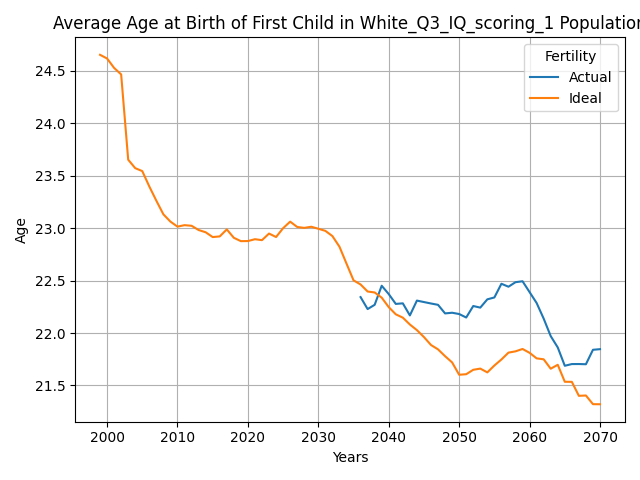 Average Age at Birth of First Child in White_Q3_IQ_scoring_1 Population
Fertility
Actual
Ideal
24.5
24.0
23.5
23.0
22.5
22.0
21.5
Age
2000 2010 2020 2030 2040 2050 2060 2070
Years